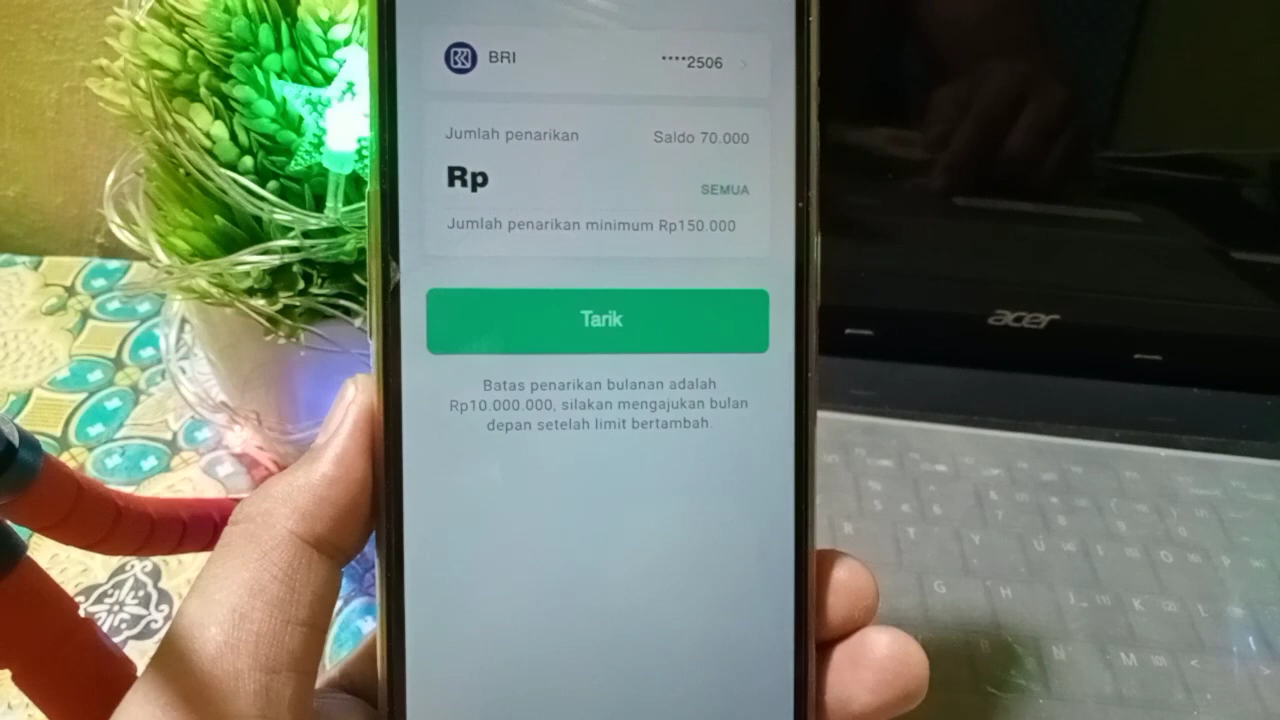 BRI ****2506
Jumlah penarikan Saldo 70.000
Rp
SEMUA
Jumlah penarikan minimum Rp150.000
Tarik
Batas penarikan bulanan adalah
Rp10.000.000, silakan mengajukan bulan
depan setelah limit bertambah.
acer
R T Y U I O P
G H J K L
B N M <